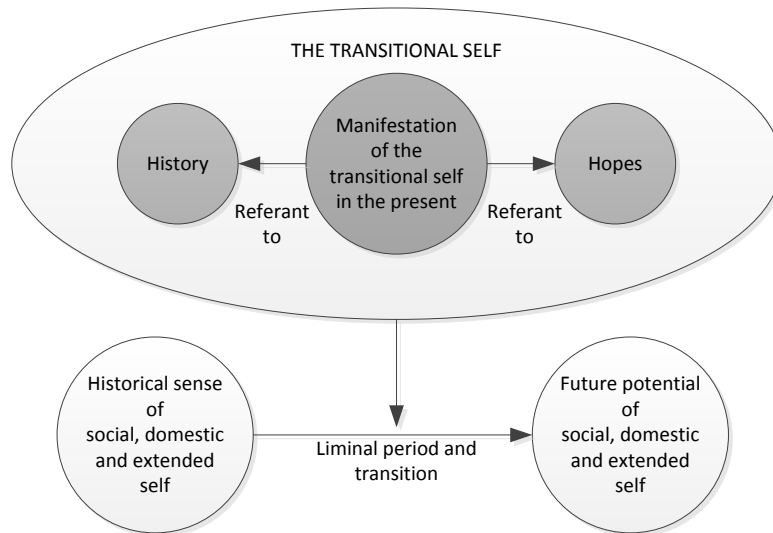 THE TRANSITIONAL SELF
History
Manifestation
of the
transitional self
in the present
Hopes
Referant
to
Referant
to
Historical sense
of
social, domestic
and extended
self
Liminal period and
transition
Future potential
of
social, domestic
and extended
self